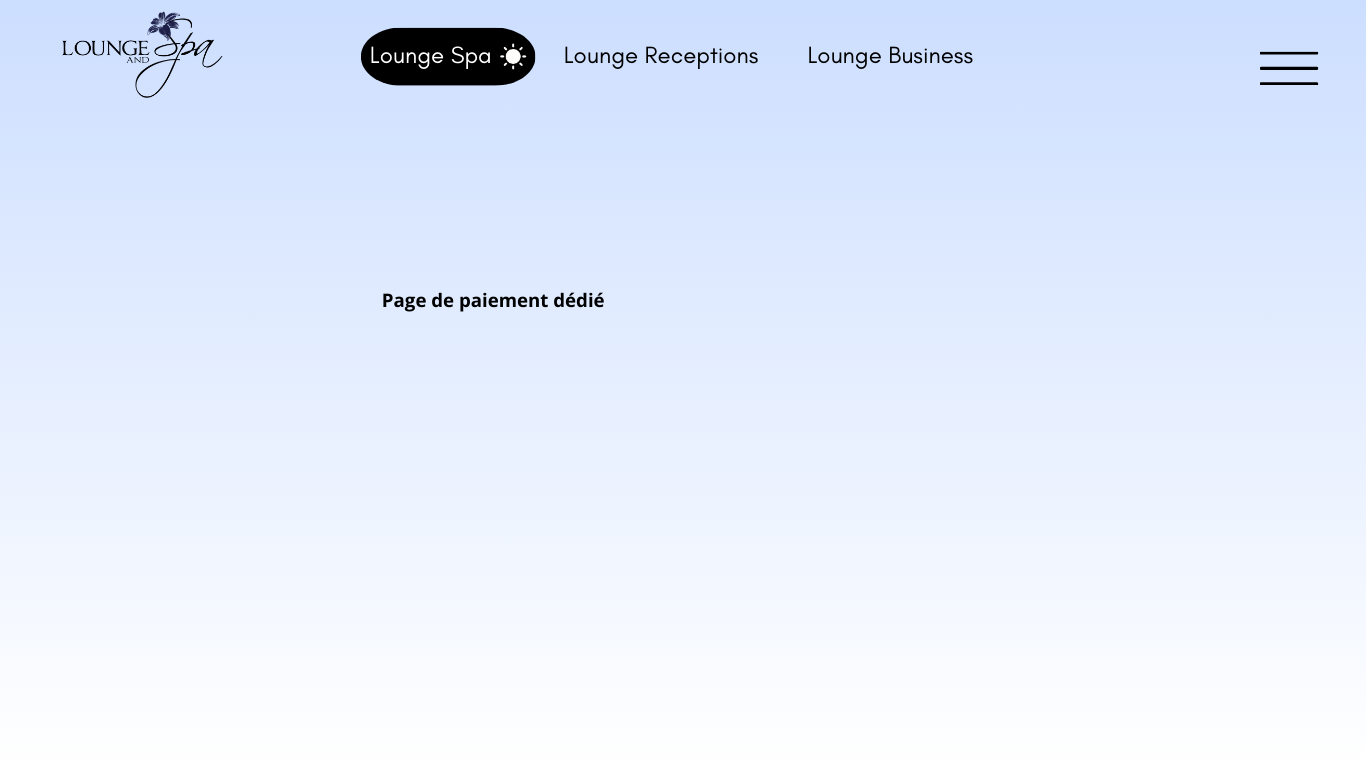 LOUNGE AND Spa
Lounge Spa
Lounge Receptions
Lounge Business
Page de paiement dédié